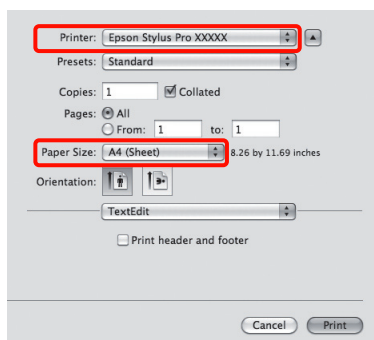 Printer: Epson Stylus Pro XXXXX
Presets: Standard
Copies: 1 Collated
Pages: All
From: 1 to: 1
Paper Size: A4 (Sheet) 8.26 by 11.69 inches
Orientation:
TextEdit
Print header and footer
Cancel Print